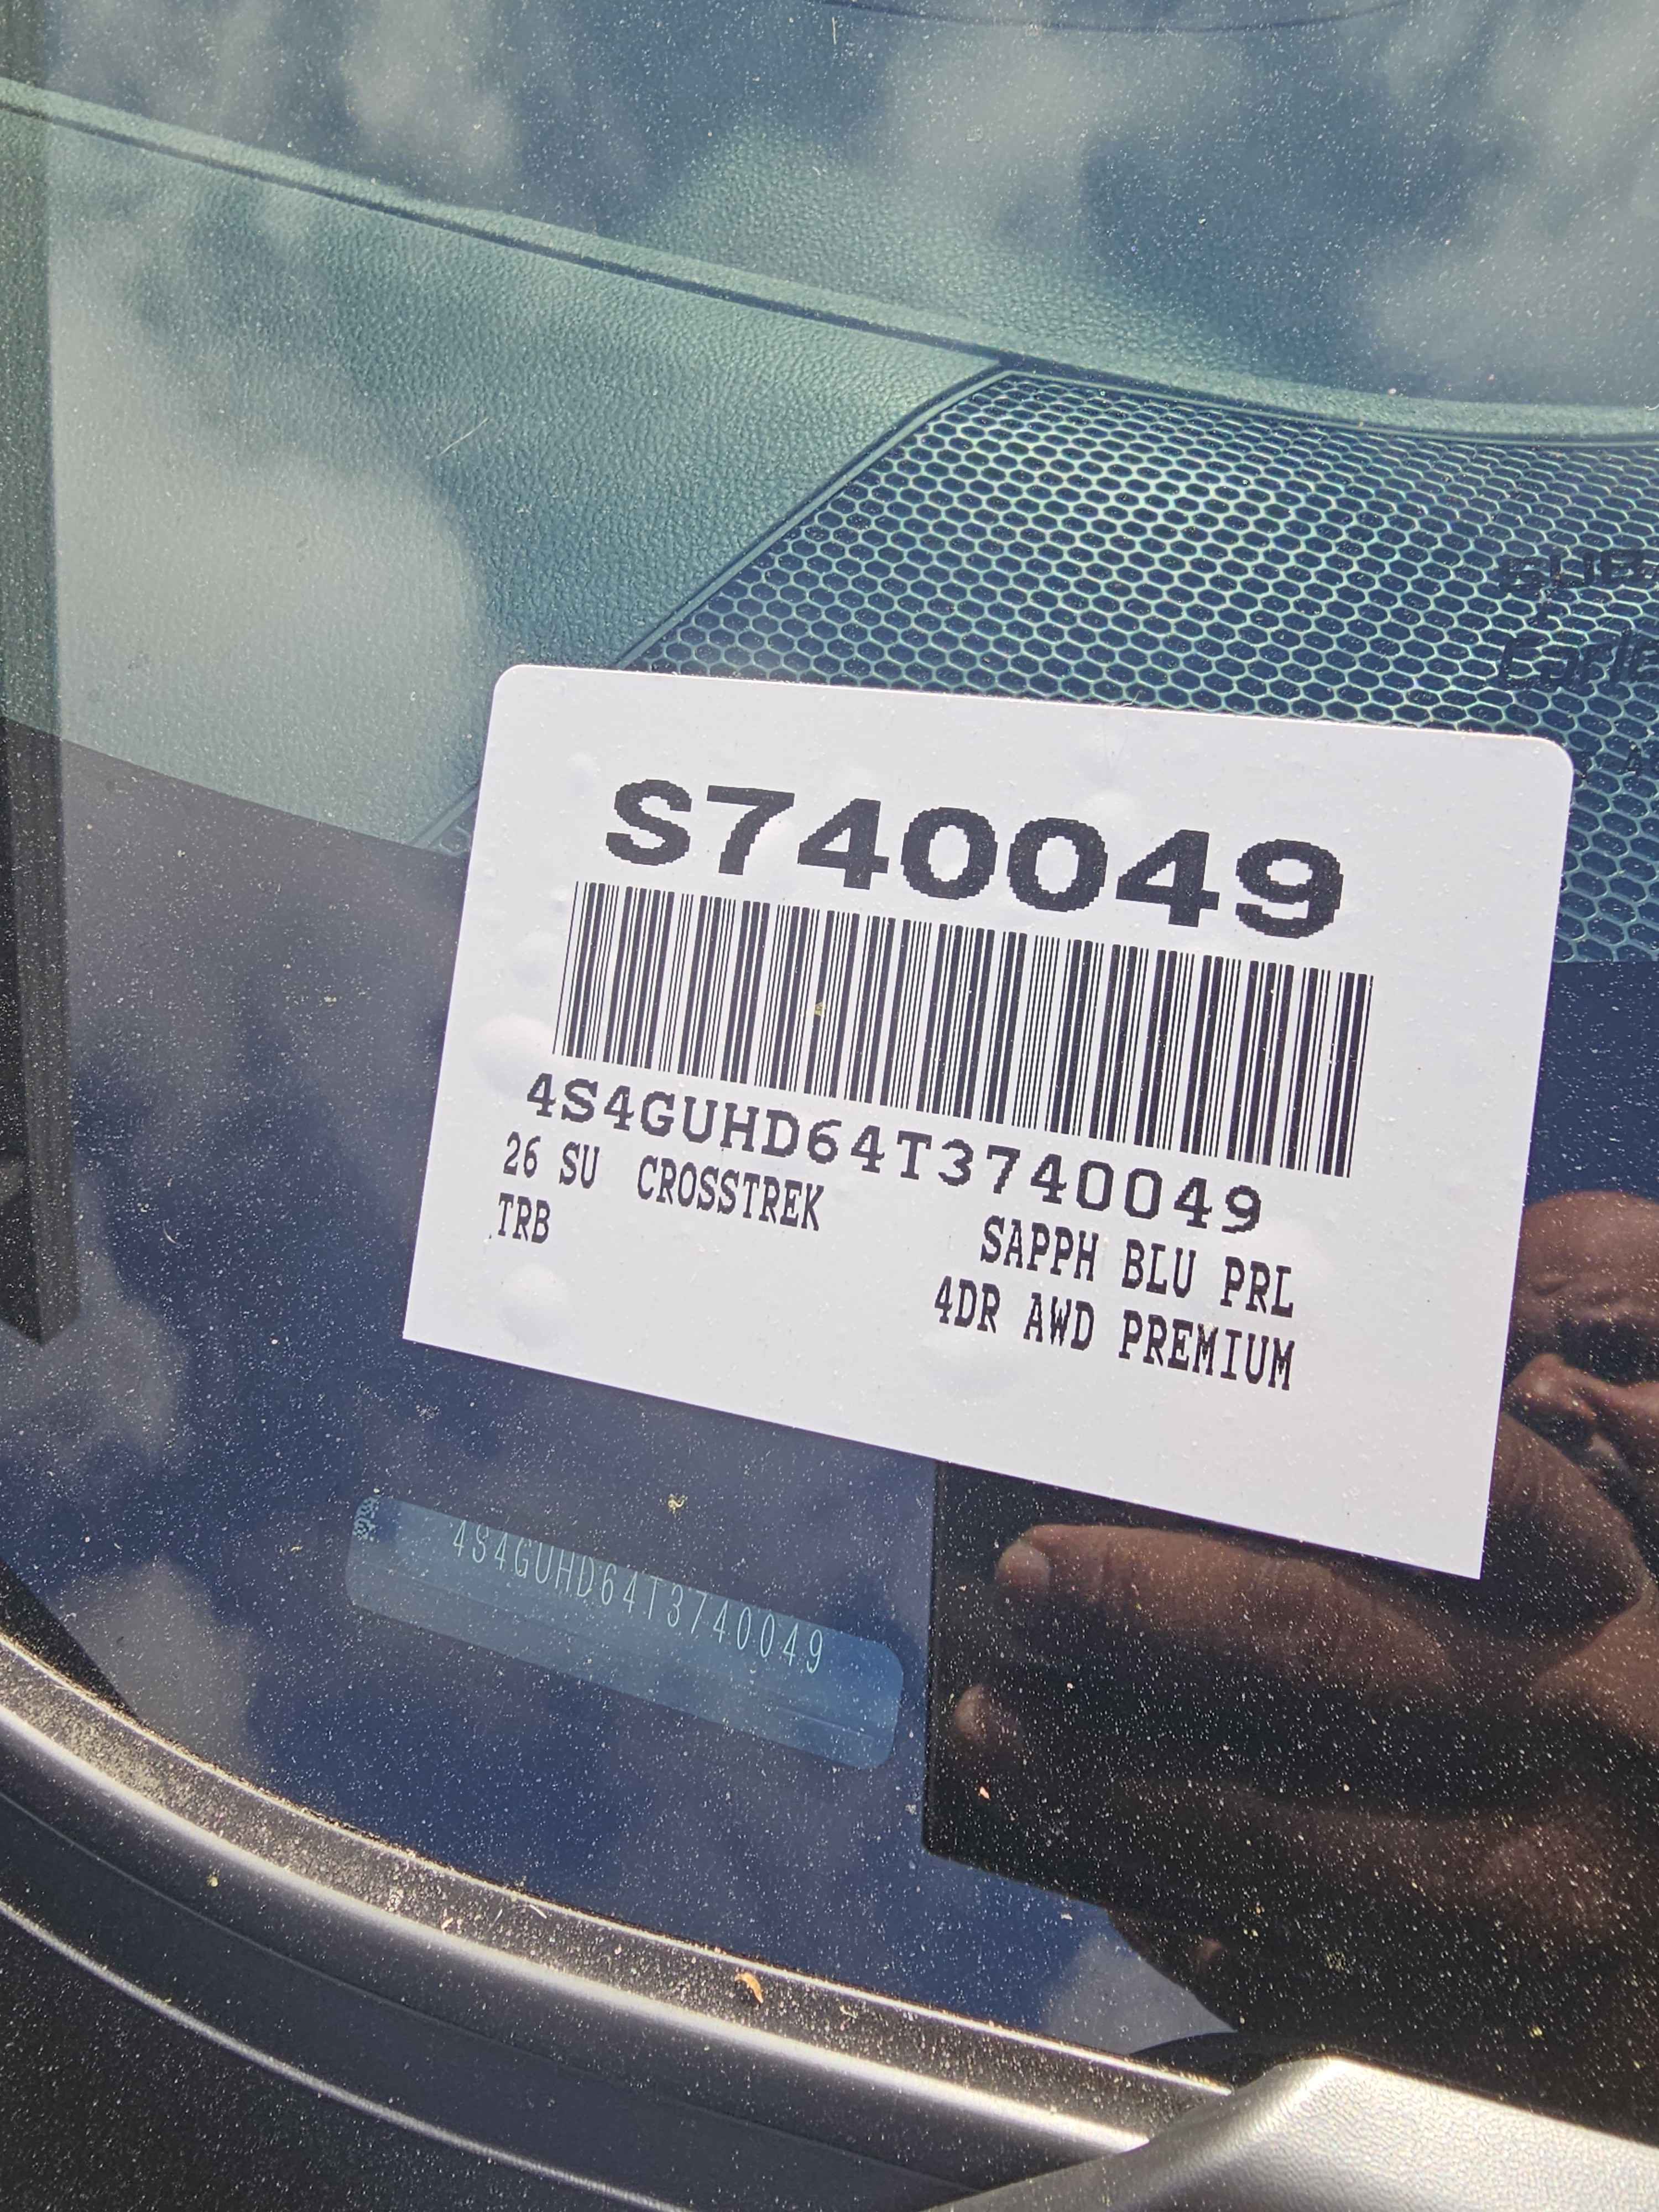 S740049
4S4GUHD64T3740049
26 SU CROSSTREK
SAPPH BLU PRL
TRB
4DR AWD PREMIUM
4S4GUHD64T3740049